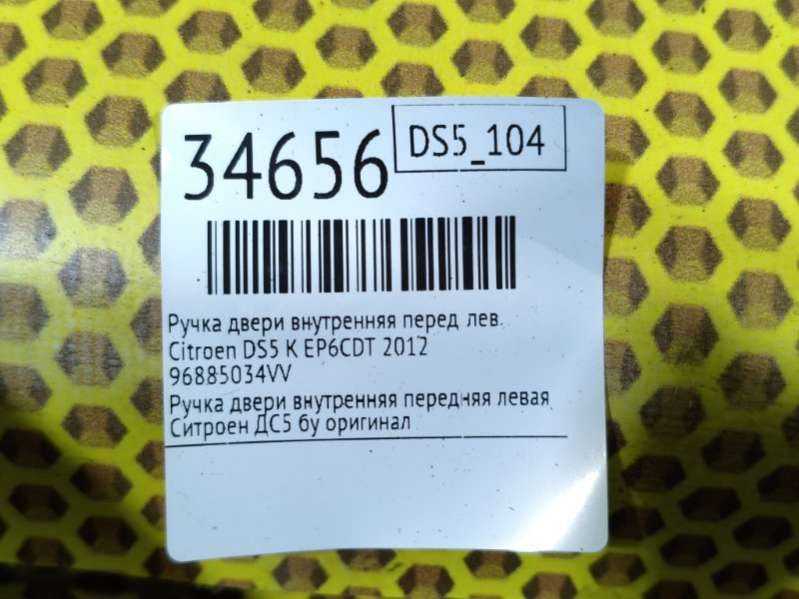 34656
DS5_104
Ручка двери внутренняя перед лев.
Citroen DS5 K EP6CDT 2012
96885034VV
Ручка двери внутренняя передняя левая
Ситроен ДС5 бу оригинал